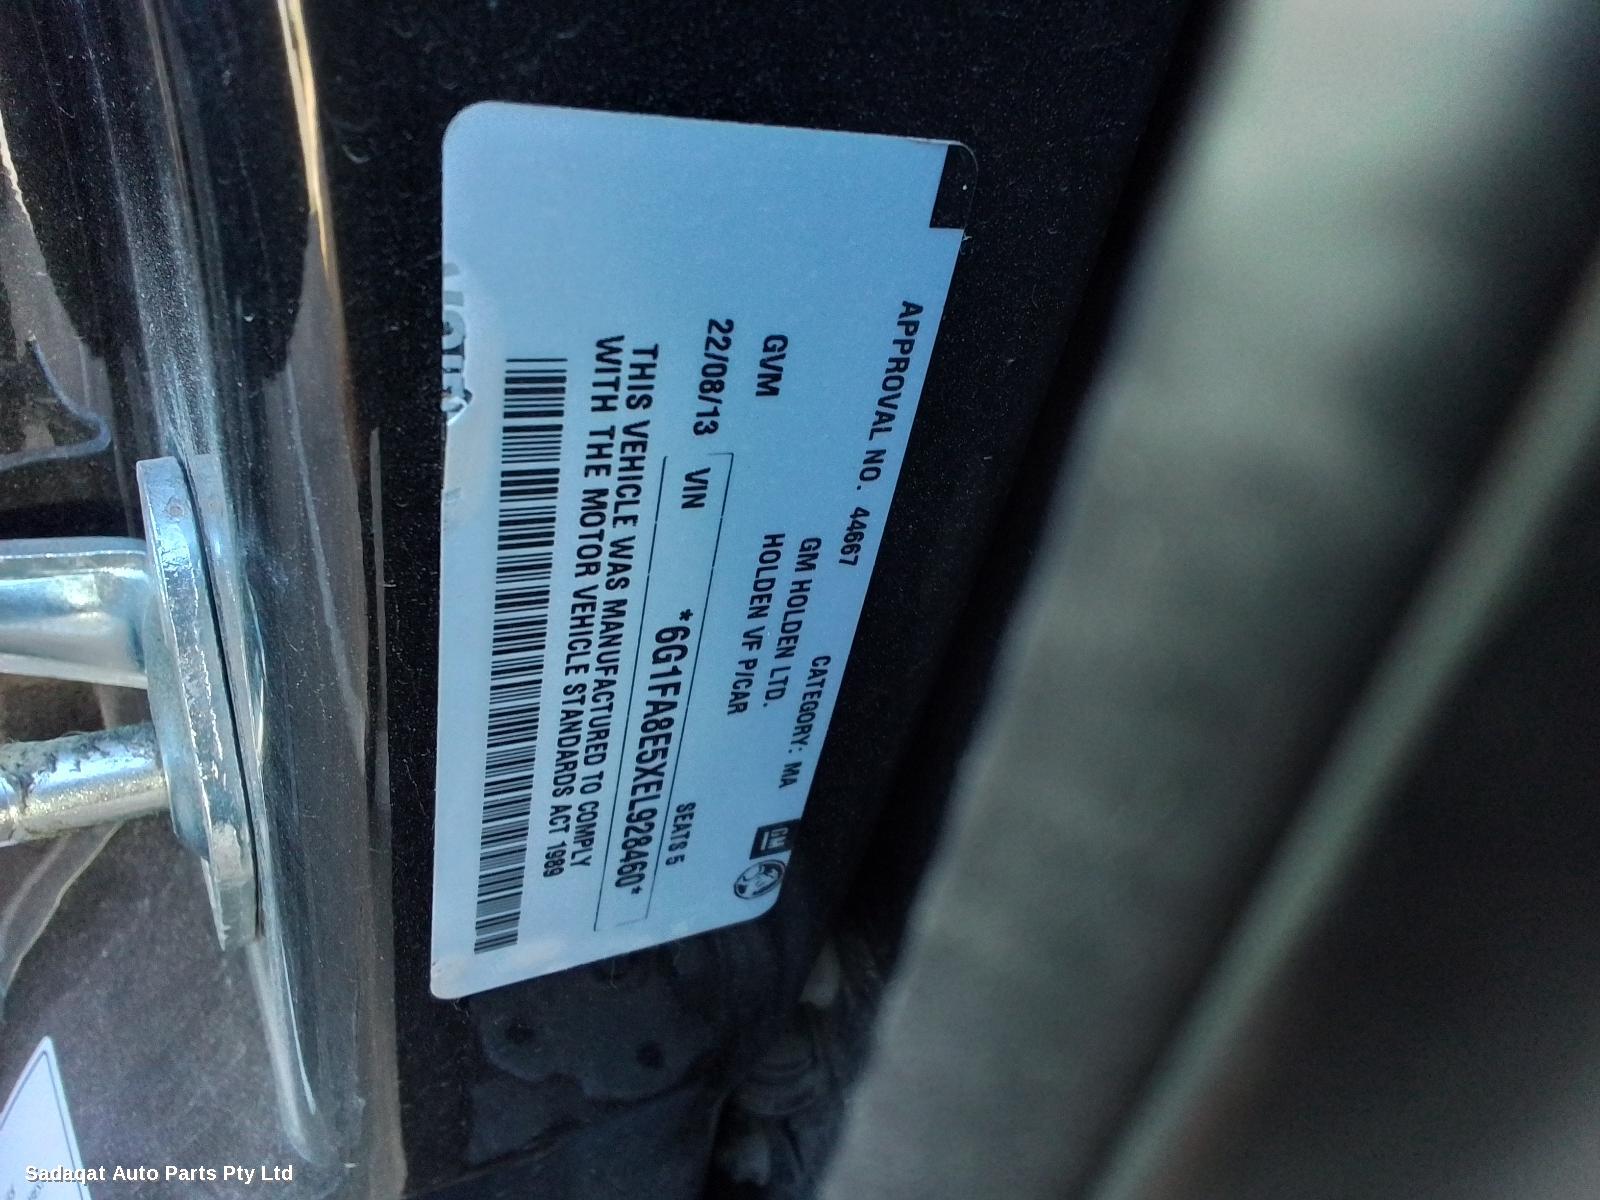 APPROVAL NO. 44667 CATEGORY: MA
GM
GM HOLDEN LTD.
GVM HOLDEN VF P/CAR
SEATS 5
22/08/13 VIN *6G1FA8E5XEL928460*
THIS VEHICLE WAS MANUFACTURED TO COMPLY
WITH THE MOTOR VEHICLE STANDARDS ACT 1989
Sadaqat Auto Parts Pty Ltd